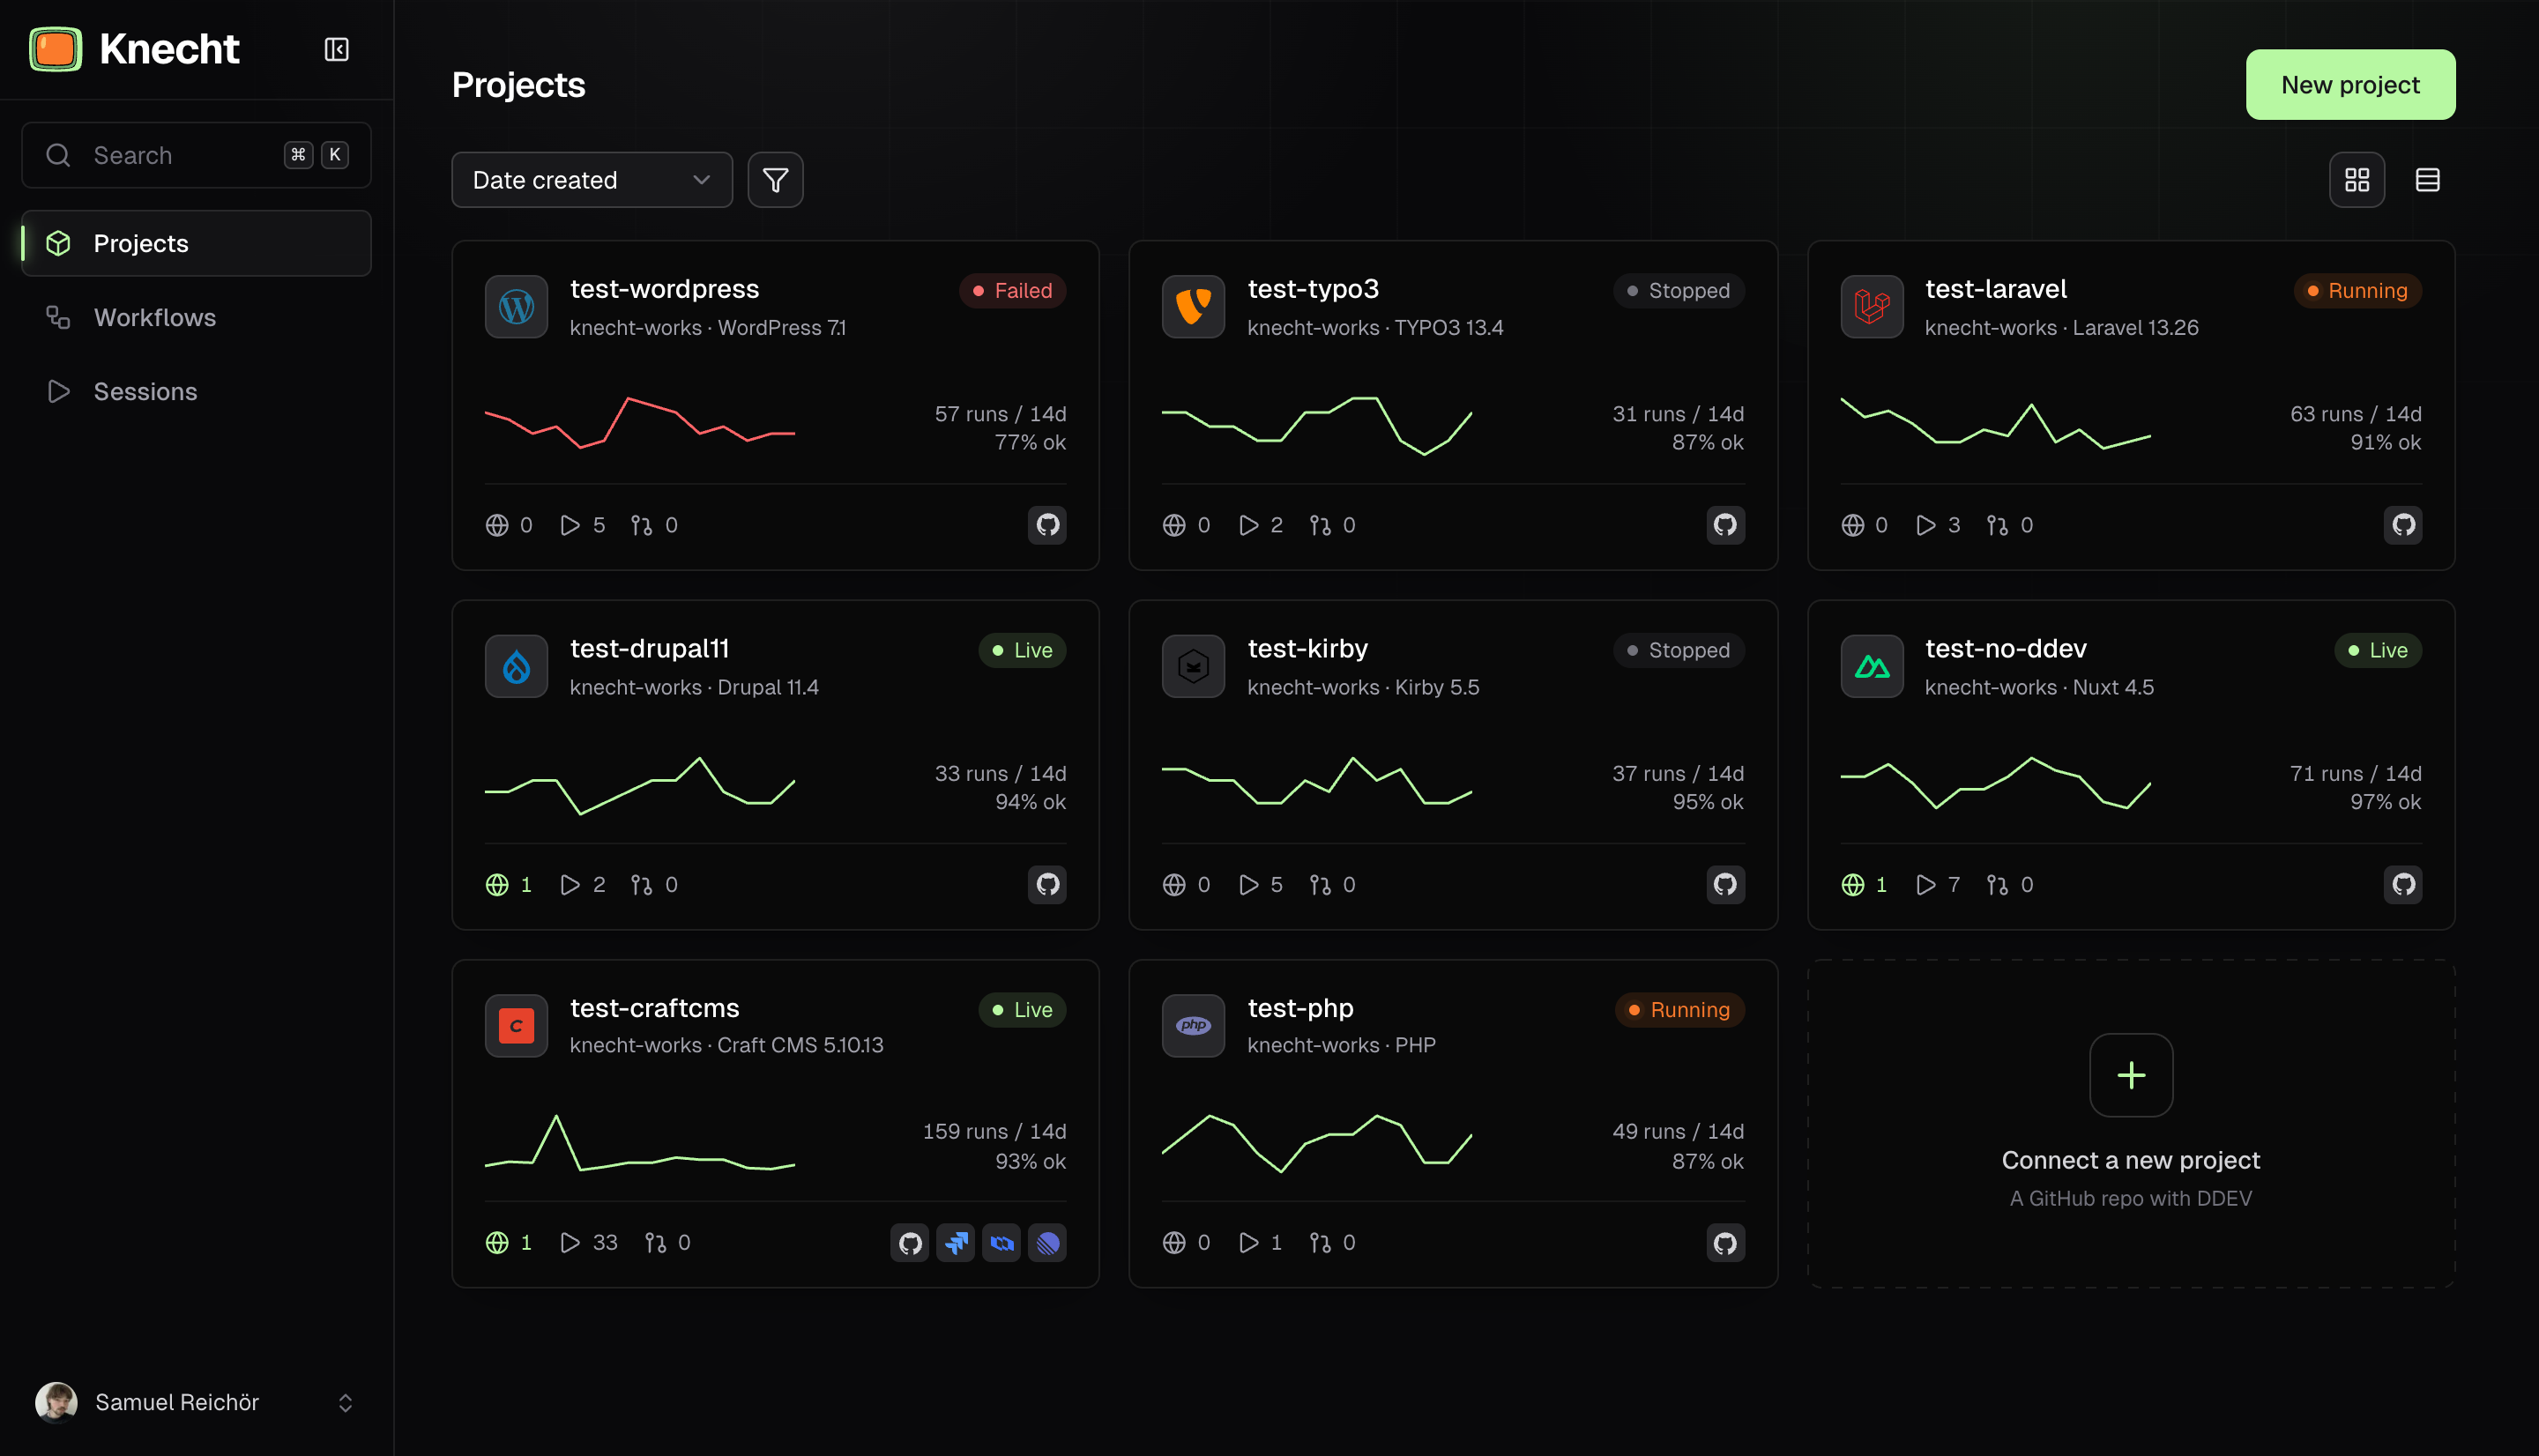 Knecht
Search ⌘ K
Projects
Workflows
Sessions
Samuel Reichör
Projects
New project
Date created
test-wordpress
Failed
knecht-works · WordPress 7.1
57 runs / 14d
77% ok
0 5 0
test-typo3
Stopped
knecht-works · TYPO3 13.4
31 runs / 14d
87% ok
0 2 0
test-laravel
Running
knecht-works · Laravel 13.26
63 runs / 14d
91% ok
0 3 0
test-drupal11
Live
knecht-works · Drupal 11.4
33 runs / 14d
94% ok
1 2 0
test-kirby
Stopped
knecht-works · Kirby 5.5
37 runs / 14d
95% ok
0 5 0
test-no-ddev
Live
knecht-works · Nuxt 4.5
71 runs / 14d
97% ok
1 7 0
test-craftcms
Live
knecht-works · Craft CMS 5.10.13
159 runs / 14d
93% ok
1 33 0
php
test-php
Running
knecht-works · PHP
49 runs / 14d
87% ok
0 1 0
Connect a new project
A GitHub repo with DDEV